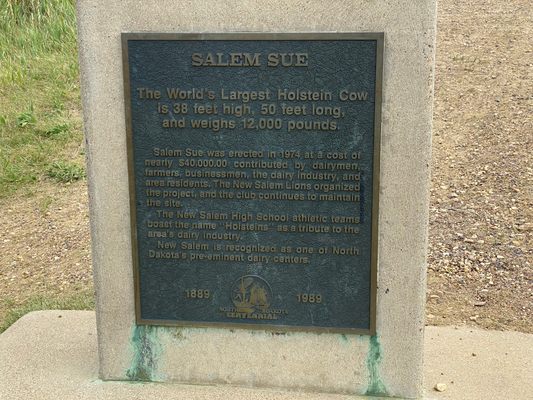 SALEM SUE
The World's Largest Holstein Cow
is 38 feet high, 50 feet long,
and weighs 12,000 pounds.
Salem Sue was erected in 1974 at a cost of
nearly $40,000.00 contributed by dairymen,
farmers, businessmen, the dairy industry, and
area residents. The New Salem Lions organized
the project, and the club continues to maintain
the site.
The New Salem High School athletic teams
boast the name "Holsteins" as a tribute to the
area's dairy industry.
New Salem is recognized as one of North
Dakota's pre-eminent dairy centers.
1889 1989
NORTH DAKOTA
CENTENNIAL